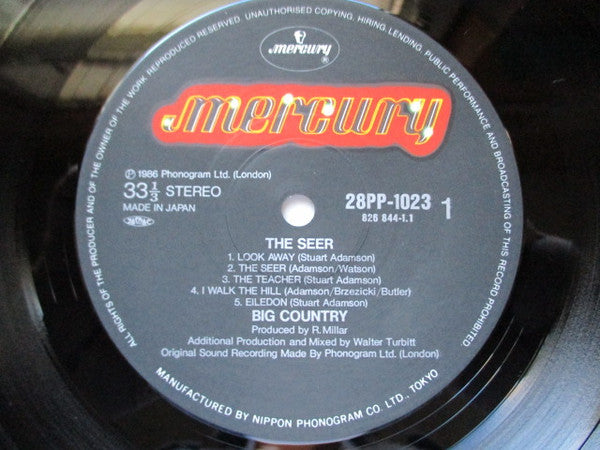 ALL RIGHTS OF THE PRODUCER AND OF THE OWNER OF THE WORK REPRODUCED RESERVED. UNAUTHORISED COPYING, HIRING, LENDING, PUBLIC PERFORMANCE AND BROADCASTING OF THIS RECORD PROHIBITED
mercury®
mercury
Ⓟ 1986 Phonogram Ltd. (London)
33 1/3 STEREO
MADE IN JAPAN
28PP-1023 1
826 844-1.1
THE SEER
1. LOOK AWAY (Stuart Adamson)
2. THE SEER (Adamson/Watson)
3. THE TEACHER (Stuart Adamson)
4. I WALK THE HILL (Adamson/Brzezicki/Butler)
5. EILEDON (Stuart Adamson)
BIG COUNTRY
Produced by R. Millar
Additional Production and Mixed by Walter Turbitt
Original Sound Recording Made By Phonogram Ltd. (London)
MANUFACTURED BY NIPPON PHONOGRAM CO. LTD., TOKYO